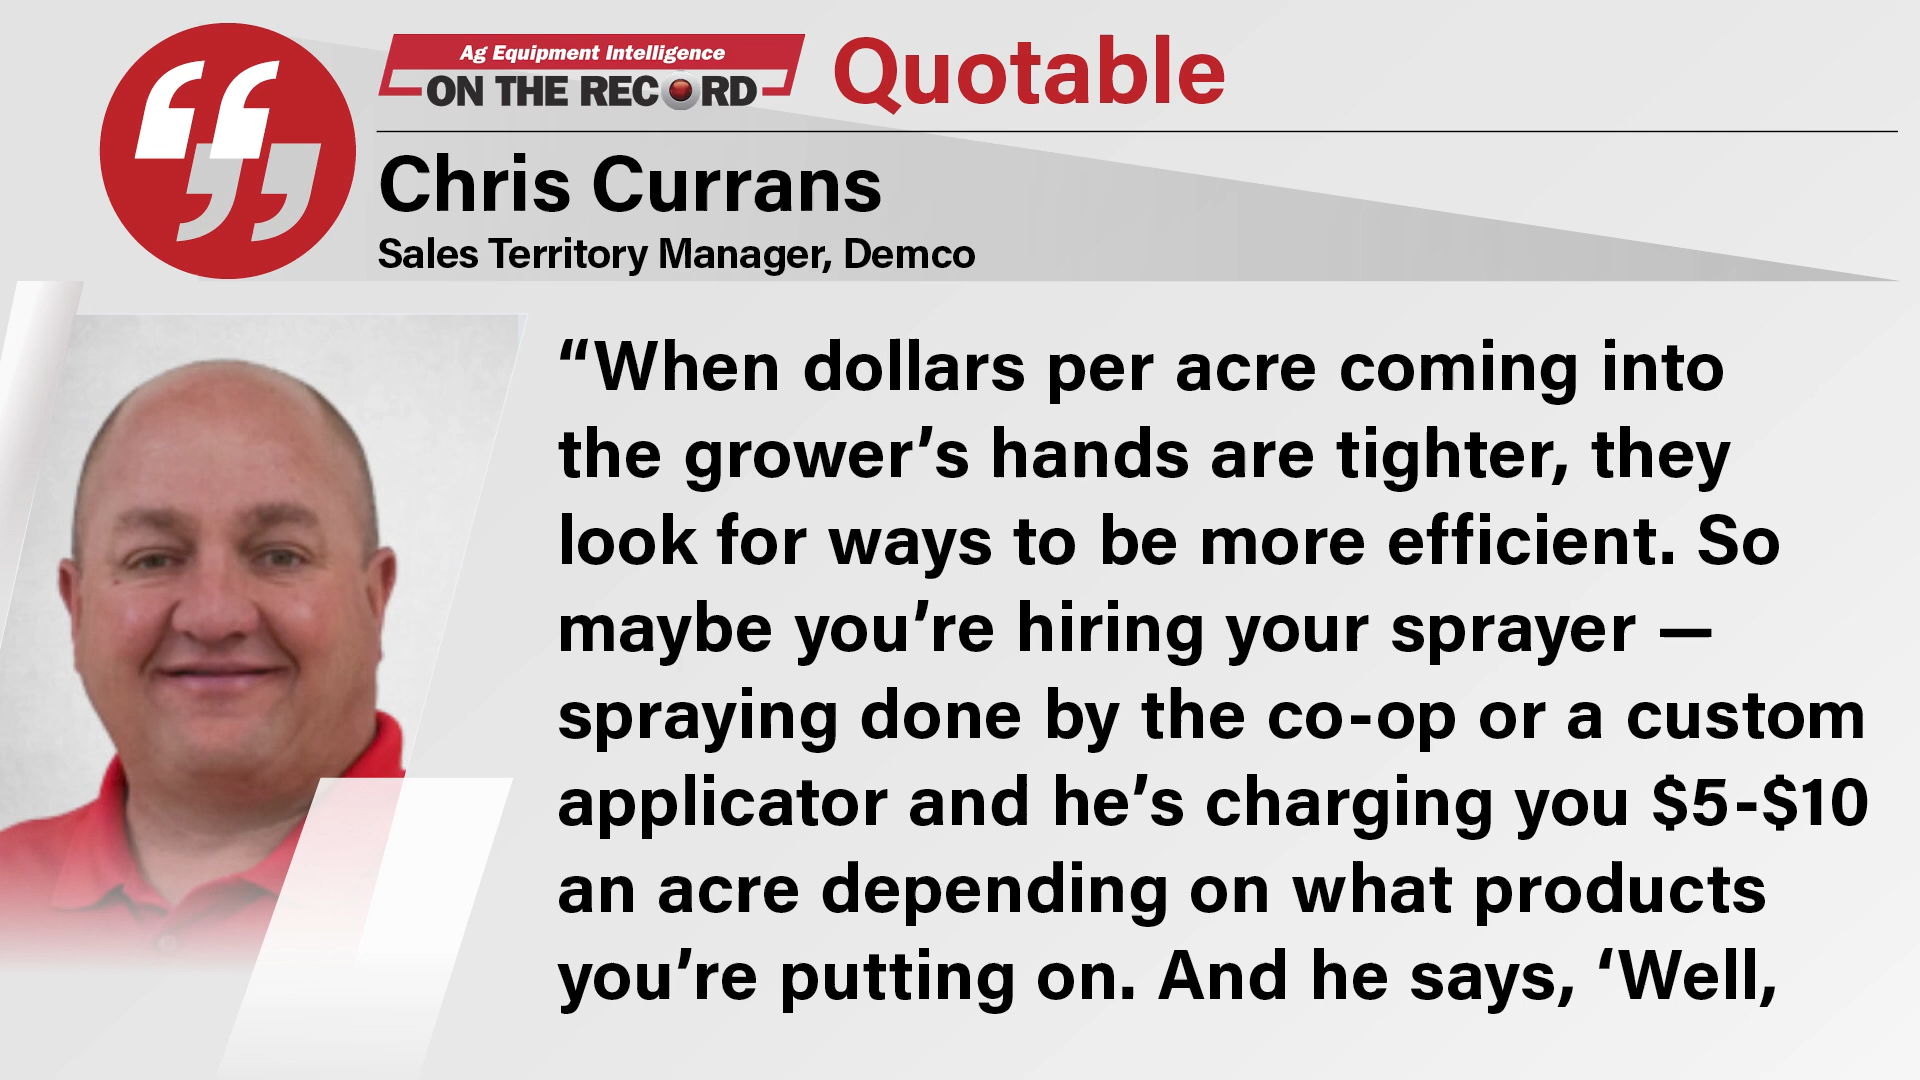 Ag Equipment Intelligence
ON THE RECORD
Quotable
Chris Currans
Sales Territory Manager, Demco
“When dollars per acre coming into
the grower’s hands are tighter, they
look for ways to be more efficient. So
maybe you’re hiring your sprayer —
spraying done by the co-op or a custom
applicator and he’s charging you $5-$10
an acre depending on what products
you’re putting on. And he says, ‘Well,